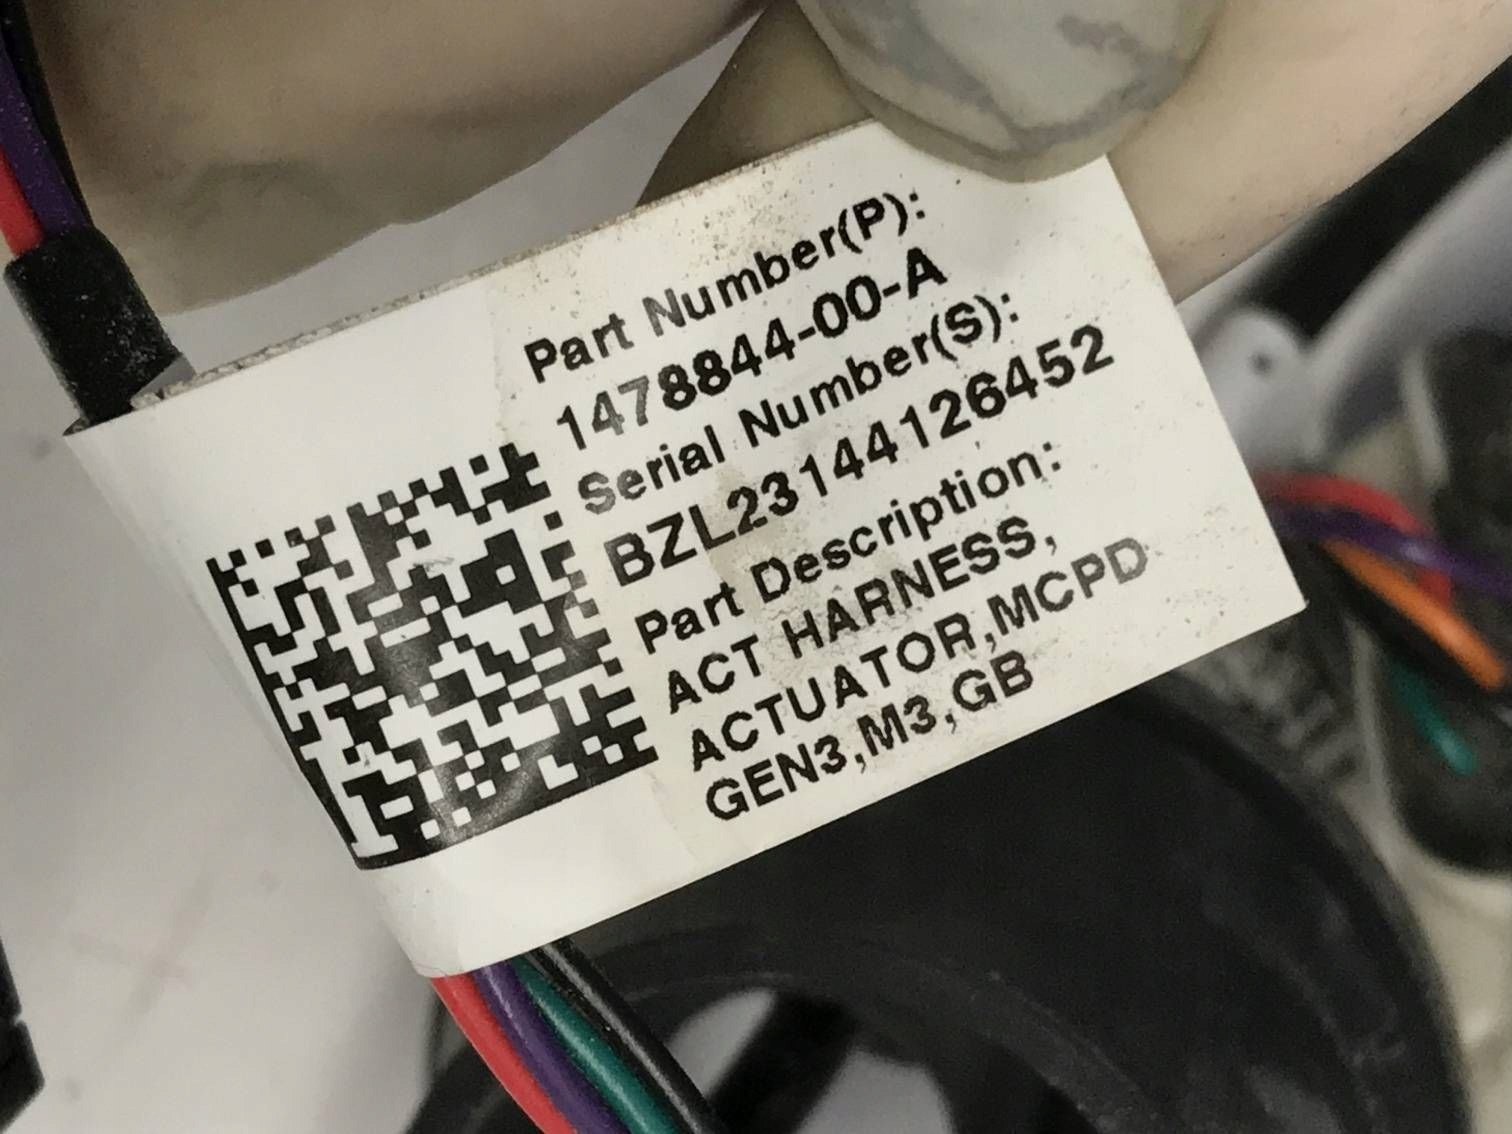 Part Number(P):
1478844-00-A
Serial Number(S):
BZL23144126452
Part Description:
ACT HARNESS,
ACTUATOR,MCPD
GEN3,M3,GB